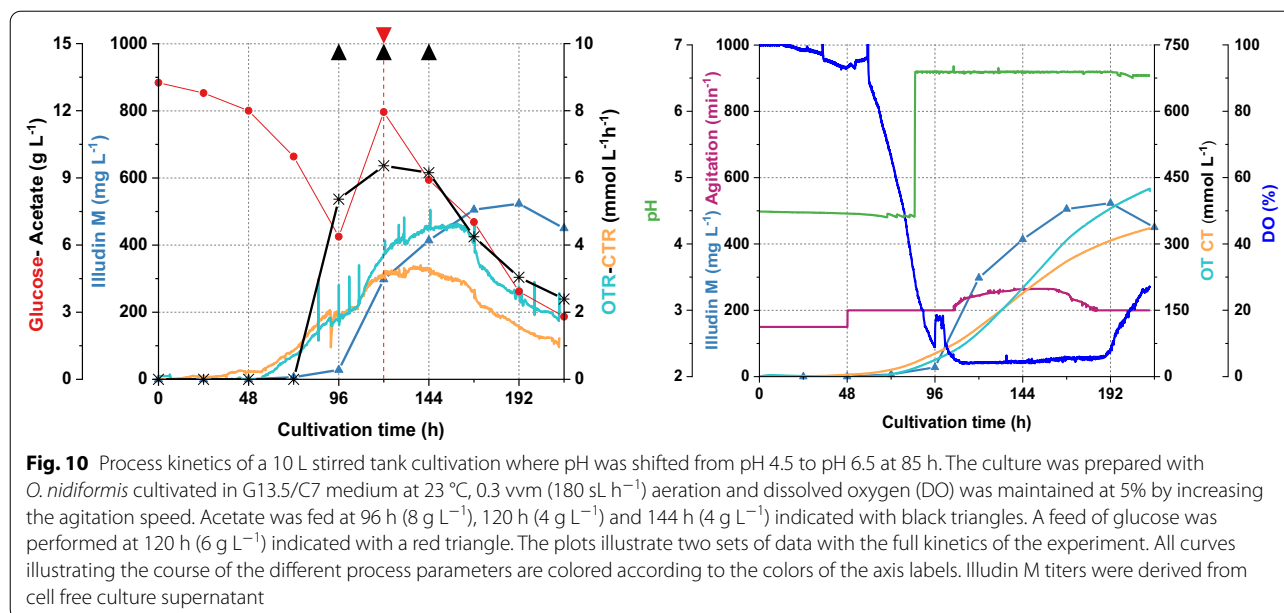 15 1000 10 7 1000 750 100
12 800 8 6 800 600 80
9 600 6 5 600 450 60
6 400 4 4 400 300 40
3 200 2 3 200 150 20
0 0 0 2 0 0 0
Glucose- Acetate (g L⁻¹)
Illudin M (mg L⁻¹)
OTR-CTR (mmol L⁻¹h⁻¹)
0 48 96 144 192
Cultivation time (h)
pH
Illudin M (mg L⁻¹) Agitation (min⁻¹)
OT CT (mmol L⁻¹)
DO (%)
0 48 96 144 192
Cultivation time (h)
Fig. 10 Process kinetics of a 10 L stirred tank cultivation where pH was shifted from pH 4.5 to pH 6.5 at 85 h. The culture was prepared with
O. nidiformis cultivated in G13.5/C7 medium at 23 °C, 0.3 vvm (180 sL h⁻¹) aeration and dissolved oxygen (DO) was maintained at 5% by increasing
the agitation speed. Acetate was fed at 96 h (8 g L⁻¹), 120 h (4 g L⁻¹) and 144 h (4 g L⁻¹) indicated with black triangles. A feed of glucose was
performed at 120 h (6 g L⁻¹) indicated with a red triangle. The plots illustrate two sets of data with the full kinetics of the experiment. All curves
illustrating the course of the different process parameters are colored according to the colors of the axis labels. Illudin M titers were derived from
cell free culture supernatant